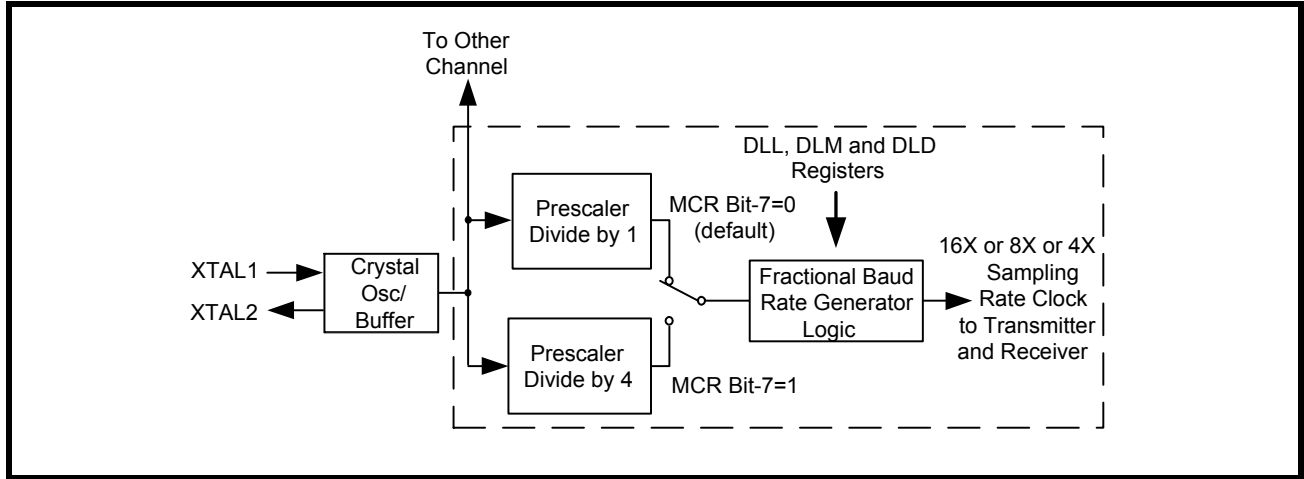 To Other
Channel
DLL, DLM and DLD
Registers
Prescaler
Divide by 1
MCR Bit-7=0
(default)
16X or 8X or 4X
Sampling
Rate Clock
to Transmitter
and Receiver
XTAL1
XTAL2
Crystal
Osc/
Buffer
Fractional Baud
Rate Generator
Logic
Prescaler
Divide by 4
MCR Bit-7=1